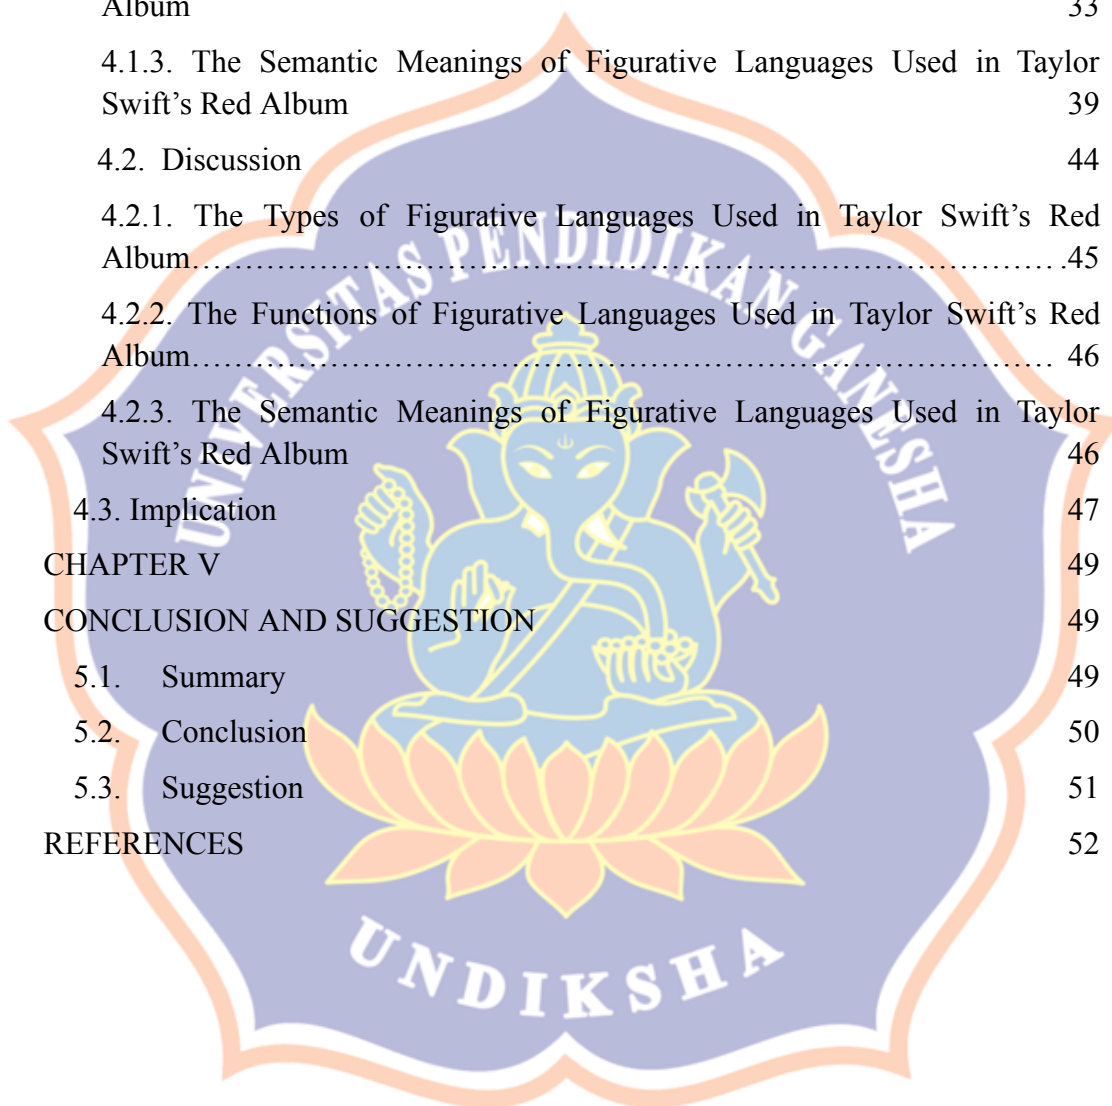 Album 33
4.1.3. The Semantic Meanings of Figurative Languages Used in Taylor
Swift’s Red Album 39
4.2. Discussion 44
4.2.1. The Types of Figurative Languages Used in Taylor Swift’s Red
Album……………………………………………………………………………. .45
4.2.2. The Functions of Figurative Languages Used in Taylor Swift’s Red
Album…………………………………………………………………………… 46
4.2.3. The Semantic Meanings of Figurative Languages Used in Taylor
Swift’s Red Album 46
4.3. Implication 47
CHAPTER V 49
CONCLUSION AND SUGGESTION 49
5.1. Summary 49
5.2. Conclusion 50
5.3. Suggestion 51
REFERENCES 52
UNIVERSITAS PENDIDIKAN GANESHA
UNDIKSHA